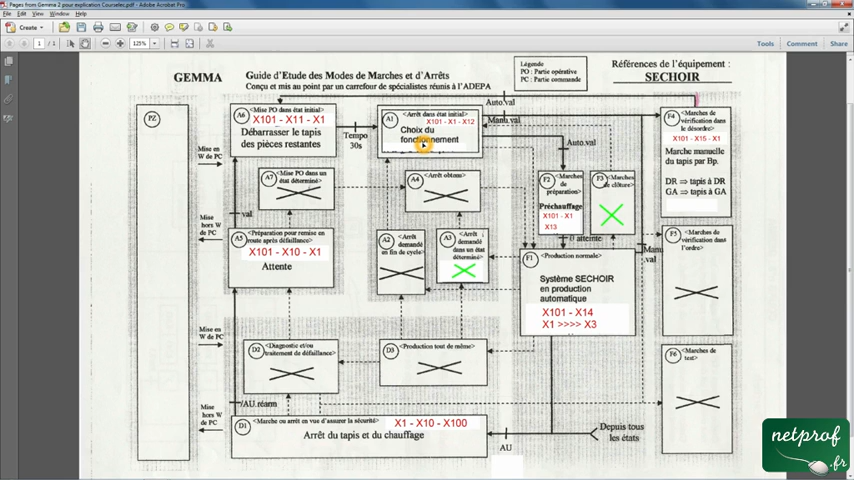 Pages from Gemma 2 pour explication Courselec.pdf - Adobe Acrobat Pro
File Edit View Window Help
Create
1 / 1
125%
Tools
Comment
Share
GEMMA
Guide d'Etude des Modes de Marches et d'Arrêts
Conçu et mis au point par un carrefour de spécialistes réunis à l'ADEPA
Légende
PO : Partie opérative
PC : Partie commande
Références de l'équipement :
SECHOIR
PZ
A6
<Mise PO dans état initial>
X101 - X11 - X1
Débarrasser le tapis
des pièces restantes
Tempo
30s
A1
<Arrêt dans état initial>
X101 - X1 - X12
Choix du
fonctionnement
Auto.val
Manu.val
Auto.val
F4
<Marches de
vérification dans
le désordre>
X101 - X15 - X1
Marche manuelle
du tapis par Bp.
DR ⇒ tapis à DR
GA ⇒ tapis à GA
Mise en W
de PC
A7
<Mise PO dans un
état déterminé>
A4
<Arrêt obtenu>
F2
<Marches
de
préparation>
Préchauffage
X101 - X1
X13
F3
<Marches
de clôture>
Mise
hors W
de PC
val
A5
<Préparation pour remise en
route après défaillance>
X101 - X10 - X1
Attente
A2
<Arrêt
demandé
en fin de cycle>
A3
<Arrêt
demandé
dans un état
déterminé>
θ atteinte
Manu
.val
F1
<Production normale>
Système SECHOIR
en production
automatique
X101 - X14
X1 >>>> X3
F5
<Marches de
vérification dans
l'ordre>
Mise en
W de PC
D2
<Diagnostic et/ou
traitement de défaillance>
D3
<Production tout de même>
F6
<Marches de
test>
/AU.réarm
Mise
hors W
de PC
D1
<Marche ou arrêt en vue d'assurer la sécurité>
X1 - X10 - X100
Arrêt du tapis et du chauffage
AU
Depuis tous
les états
netprof
.fr